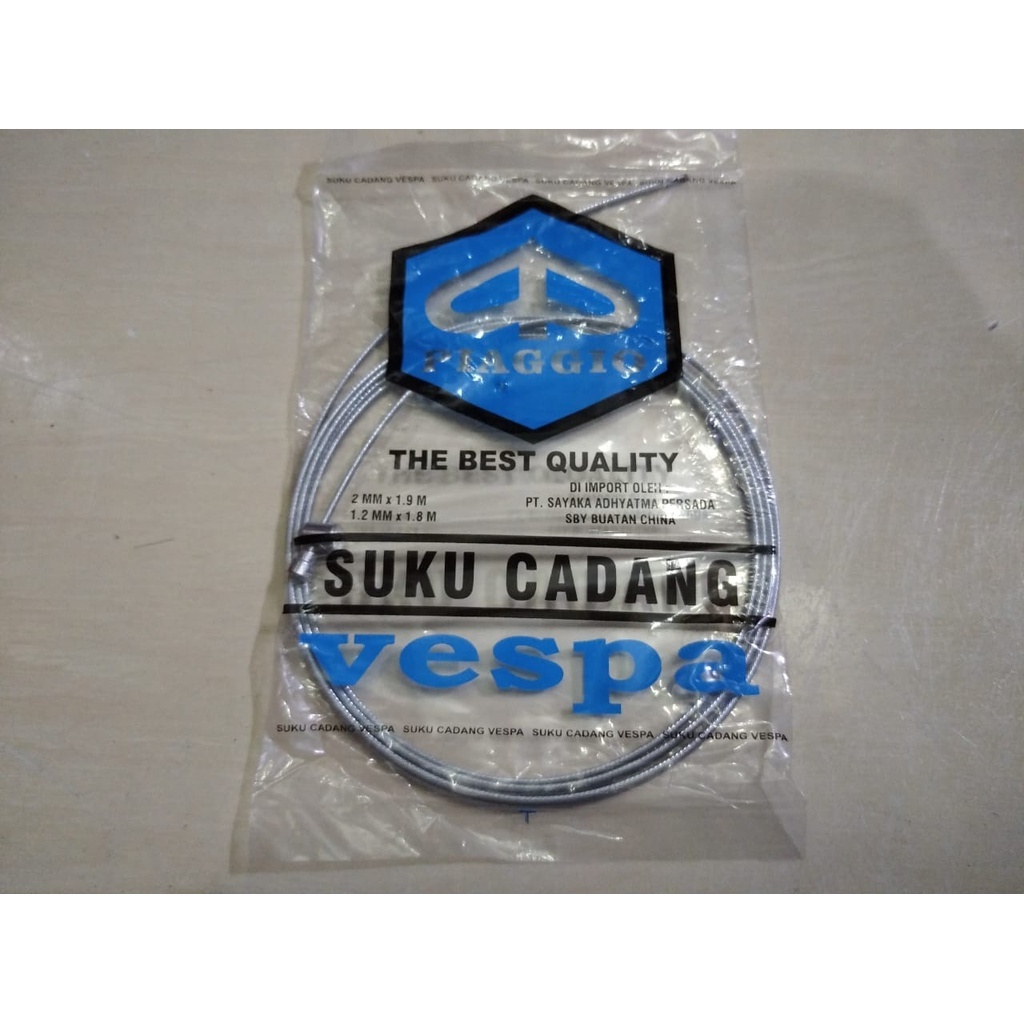 SUKU CADANG VESPA SUKU CADANG VESPA SUKU CADANG VESPA SUKU CADANG VESPA
PIAGGIO
THE BEST QUALITY
2 MM x 1.9 M
1.2 MM x 1.8 M
DI IMPORT OLEH :
PT. SAYAKA ADHYATMA PERSADA
SBY BUATAN CHINA
SUKU CADANG
vespa
SUKU CADANG VESPA SUKU CADANG VESPA SUKU CADANG VESPA SUKU CADANG VESPA